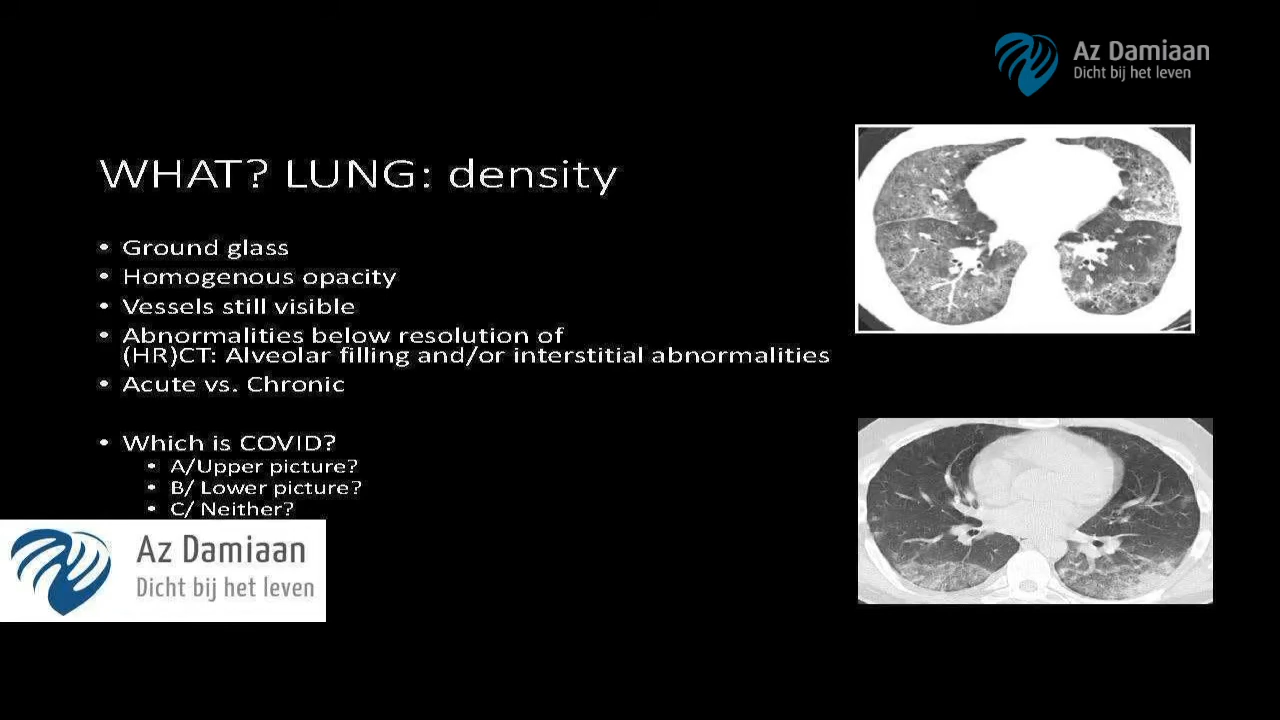 Az Damiaan
Dicht bij het leven
WHAT? LUNG: density
• Ground glass
• Homogenous opacity
• Vessels still visible
• Abnormalities below resolution of
(HR)CT: Alveolar filling and/or interstitial abnormalities
• Acute vs. Chronic
• Which is COVID?
• A/Upper picture?
• B/ Lower picture?
• C/ Neither?
Az Damiaan
Dicht bij het leven